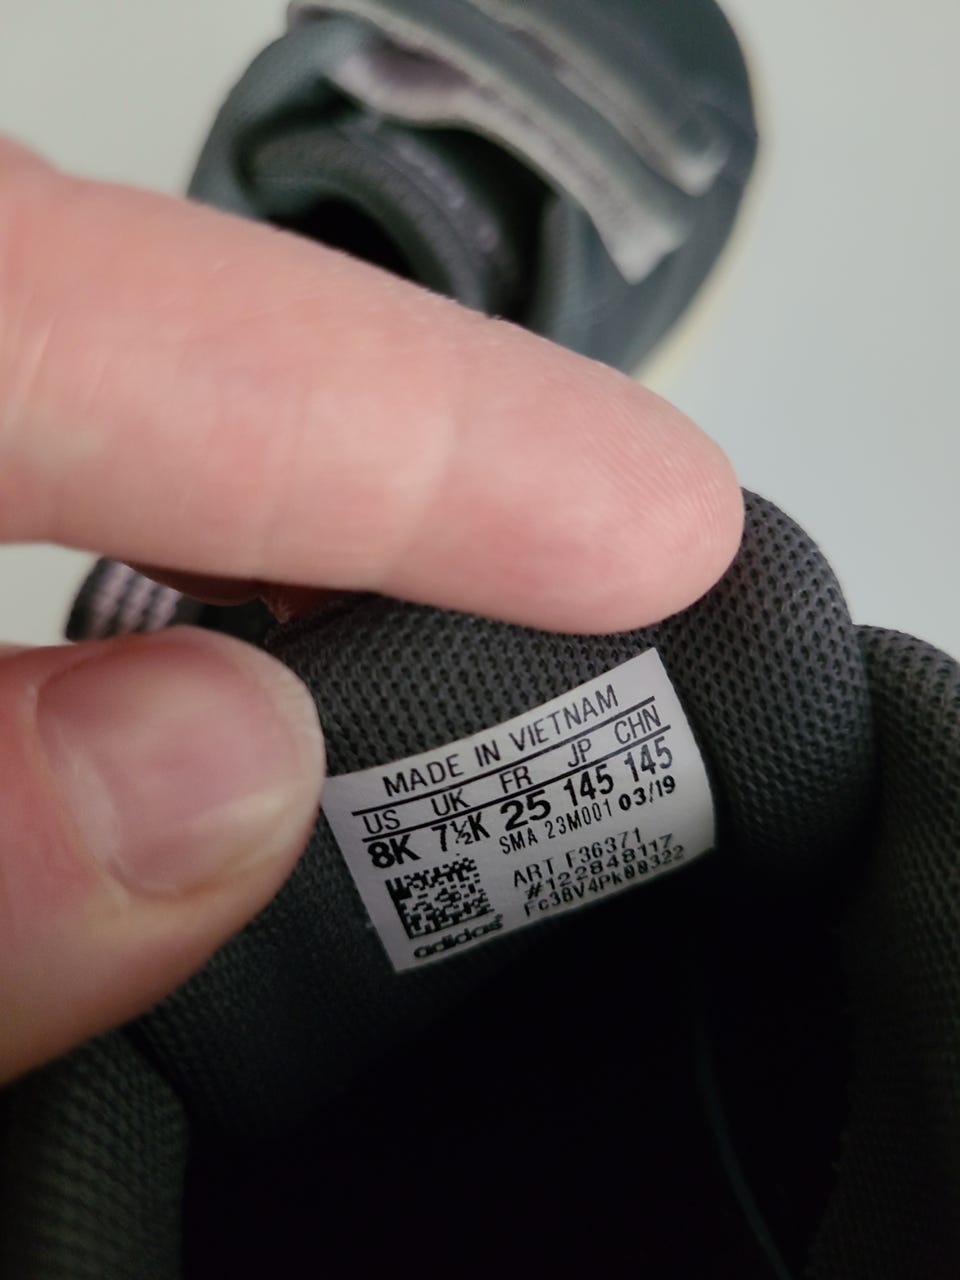 MADE IN VIETNAM
US UK FR JP CHN
8K 7½K 25 145 145
SMA 23M001 03/19
ART F36371
#122848117
Fc38V4PK00322
adidas